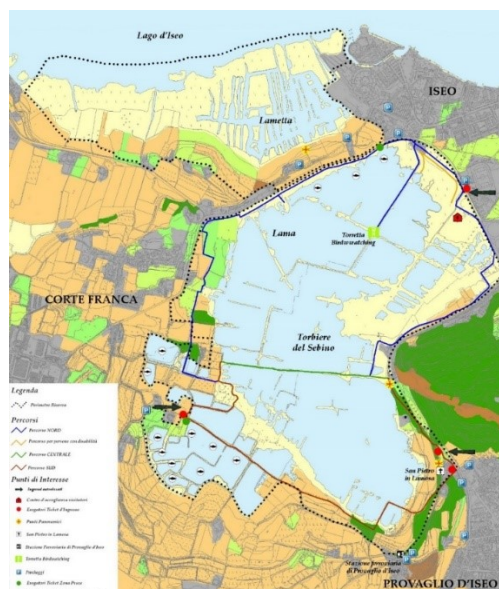 Lago d'Iseo
ISEO
Lametta
Lama
Torretta
Birdwatching
CORTE FRANCA
Torbiere
del Sebino
Legenda
Perimetro Riserva
Percorsi
Percorso NORD
Percorso per persone con disabilità
Percorso CENTRALE
Percorso SUD
Punti di Interesse
Ingressi autorizzati
Centro d'accoglienza visitatori
Erogatori Ticket d'Ingresso
Punti Panoramici
San Pietro in Lamosa
Stazione Ferroviaria di Provaglio d'Iseo
Torretta Birdwatching
Parcheggi
Erogatori Ticket Zona Pesca
San Pietro
in Lamosa
Stazione ferroviaria
di Provaglio d'Iseo
PROVAGLIO D'ISEO